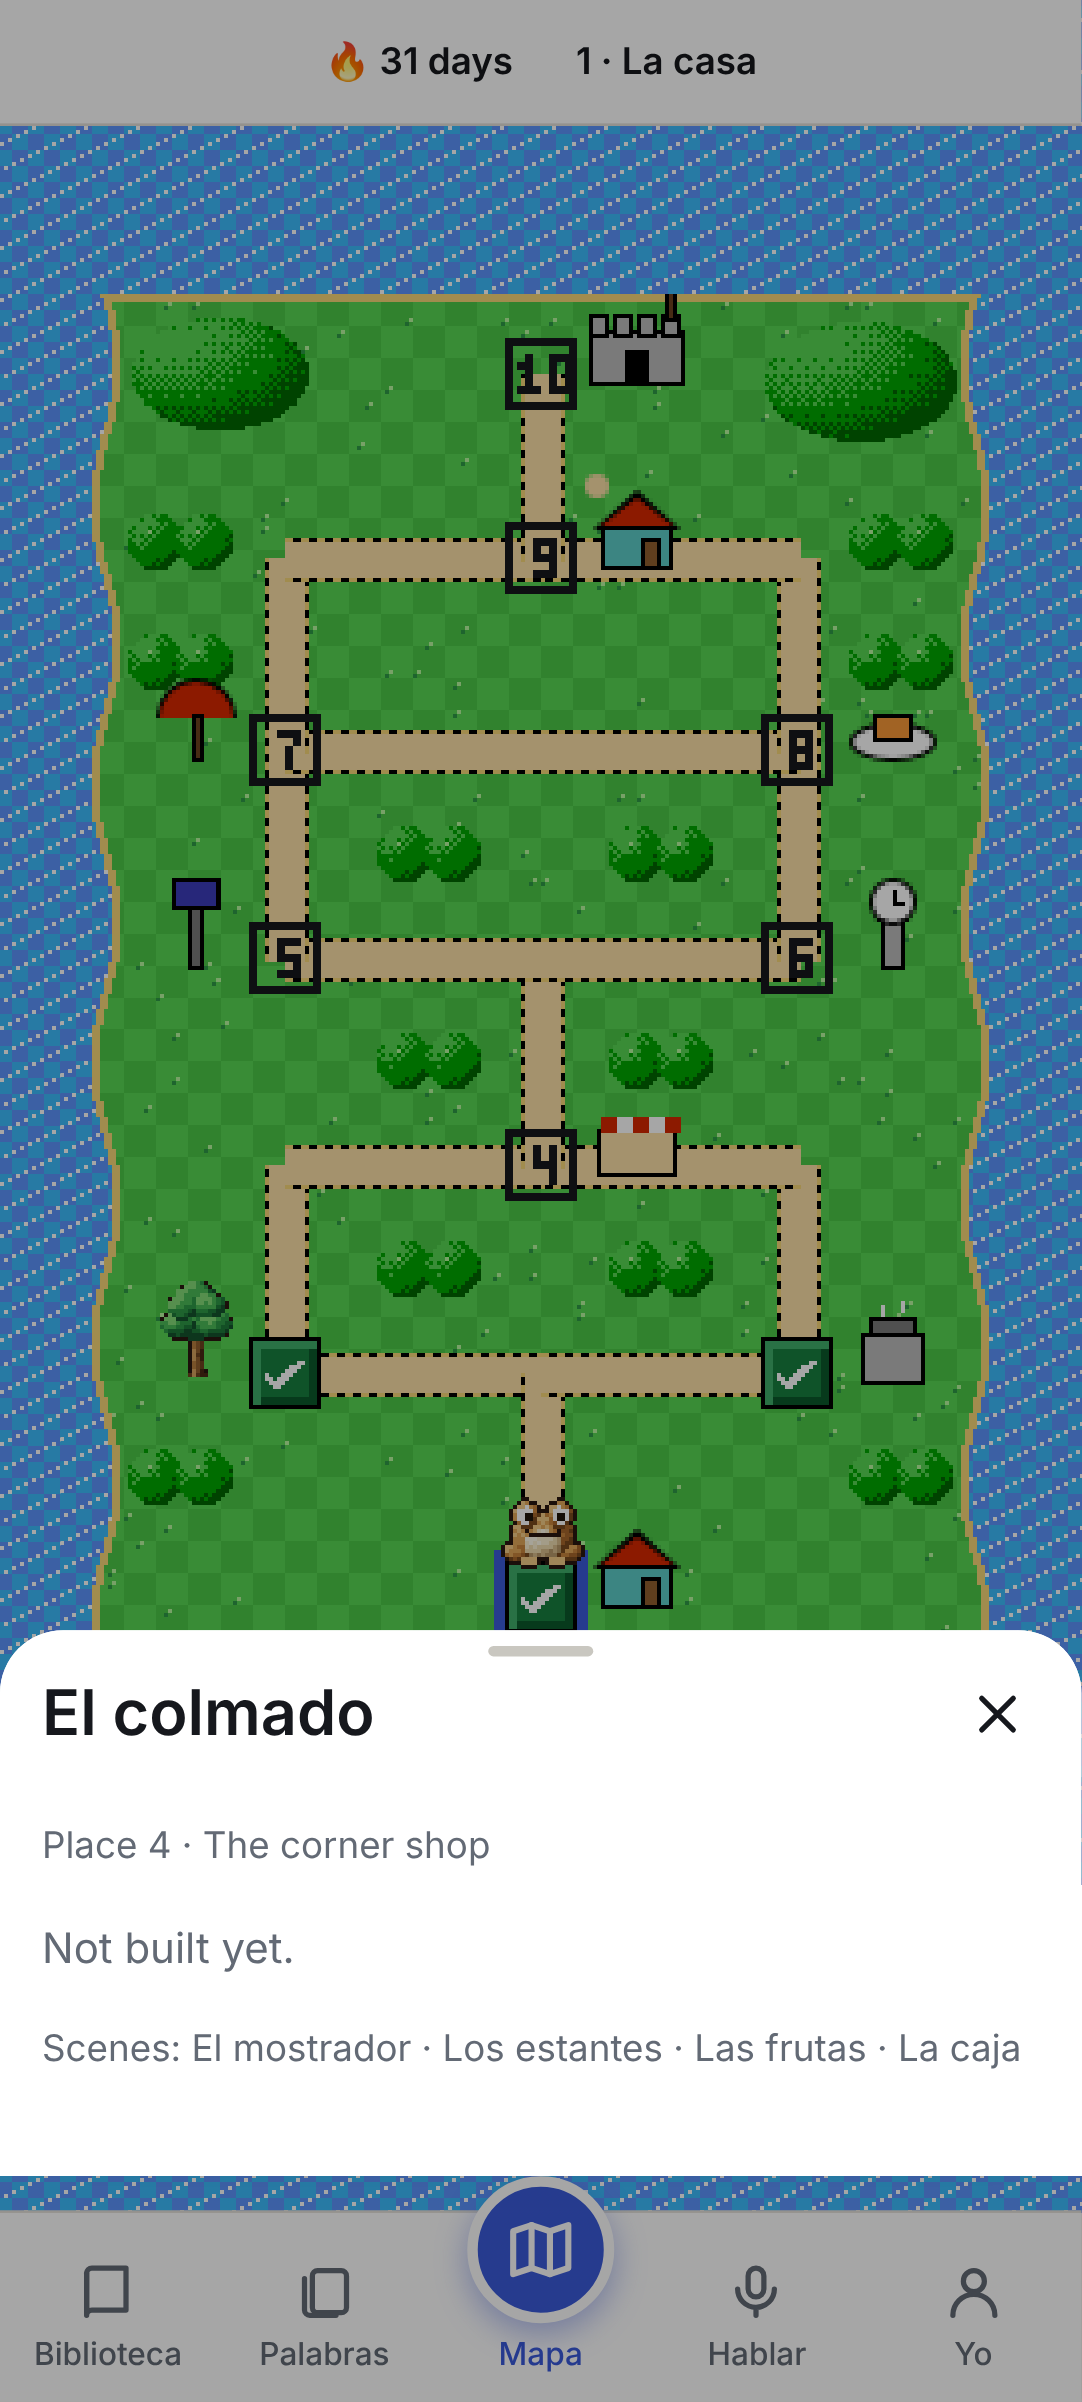 🔥 31 days 1 · La casa
10
9
7 8
5 6
4
El colmado
Place 4 · The corner shop
Not built yet.
Scenes: El mostrador · Los estantes · Las frutas · La caja
Biblioteca Palabras Mapa Hablar Yo